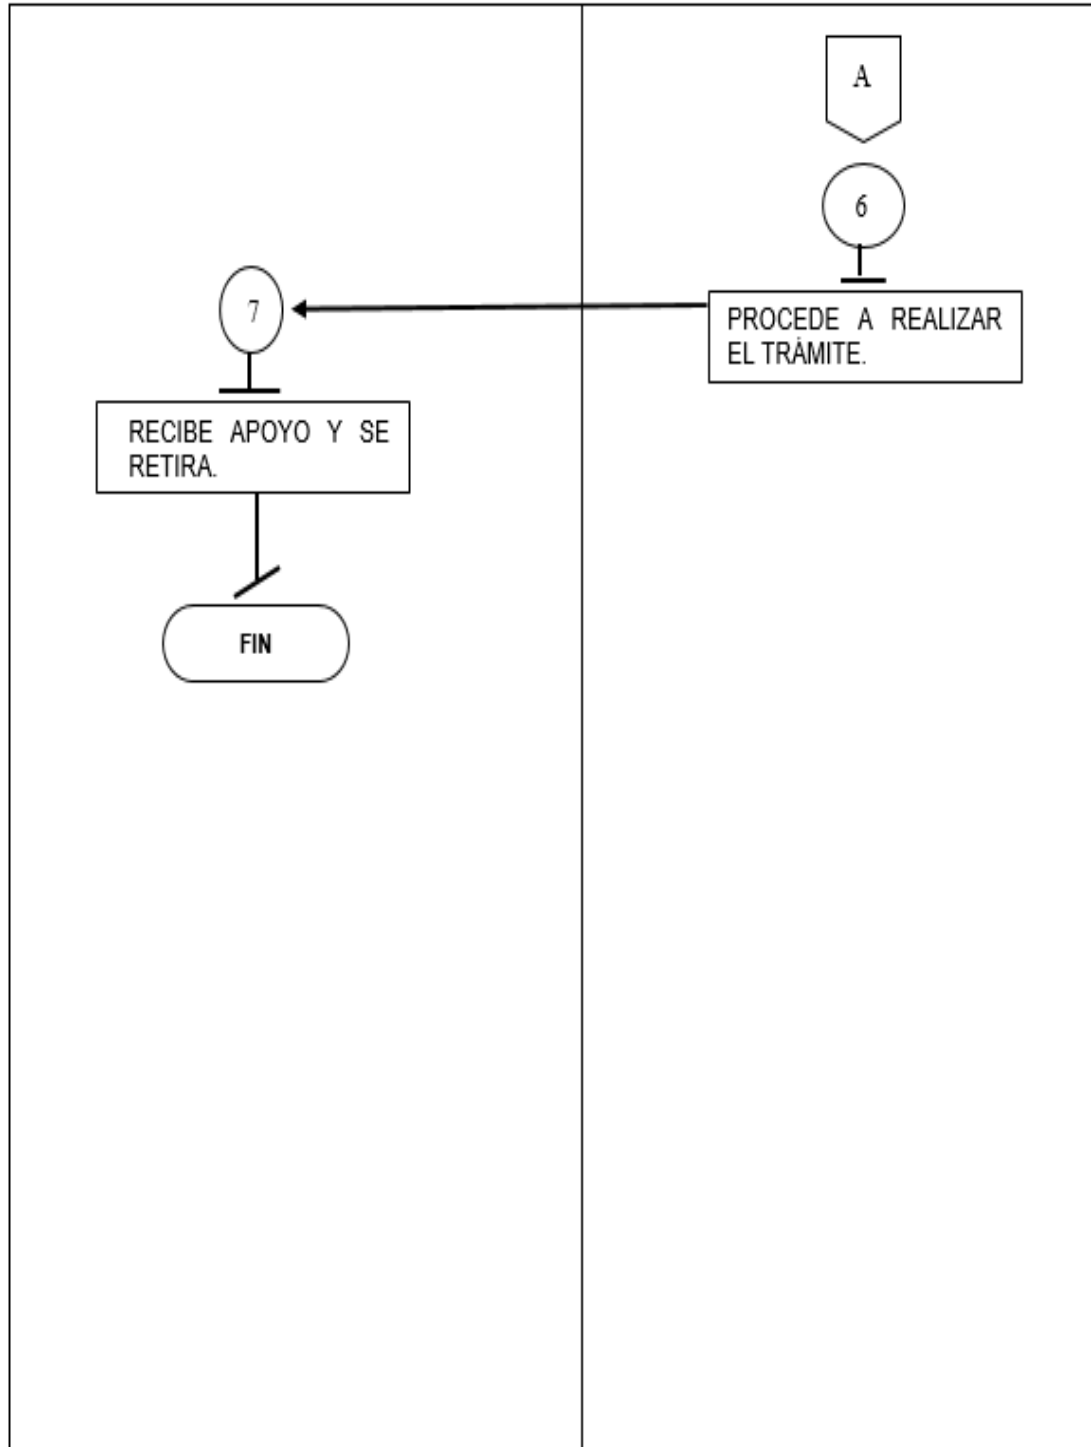 A
6
7
PROCEDE A REALIZAR
EL TRÁMITE.
RECIBE APOYO Y SE
RETIRA.
FIN